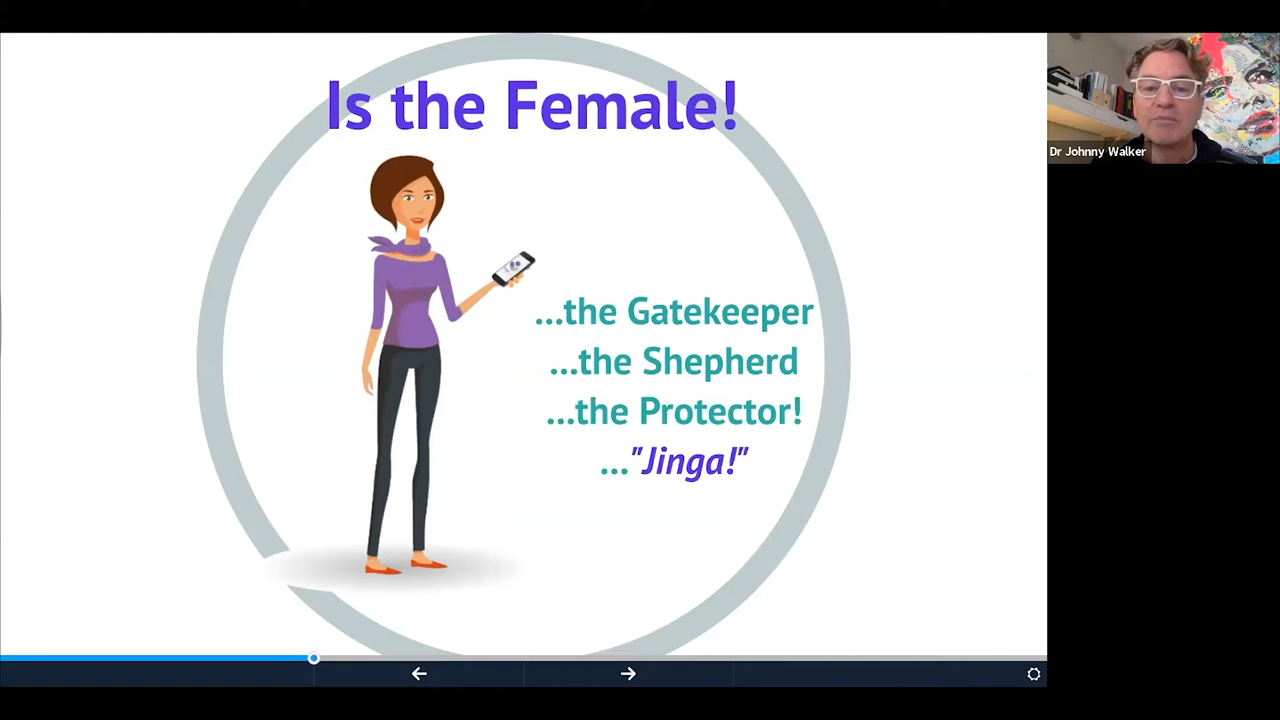 Is the Female!
...the Gatekeeper
...the Shepherd
...the Protector!
..."Jinga!"
Dr Johnny Walker